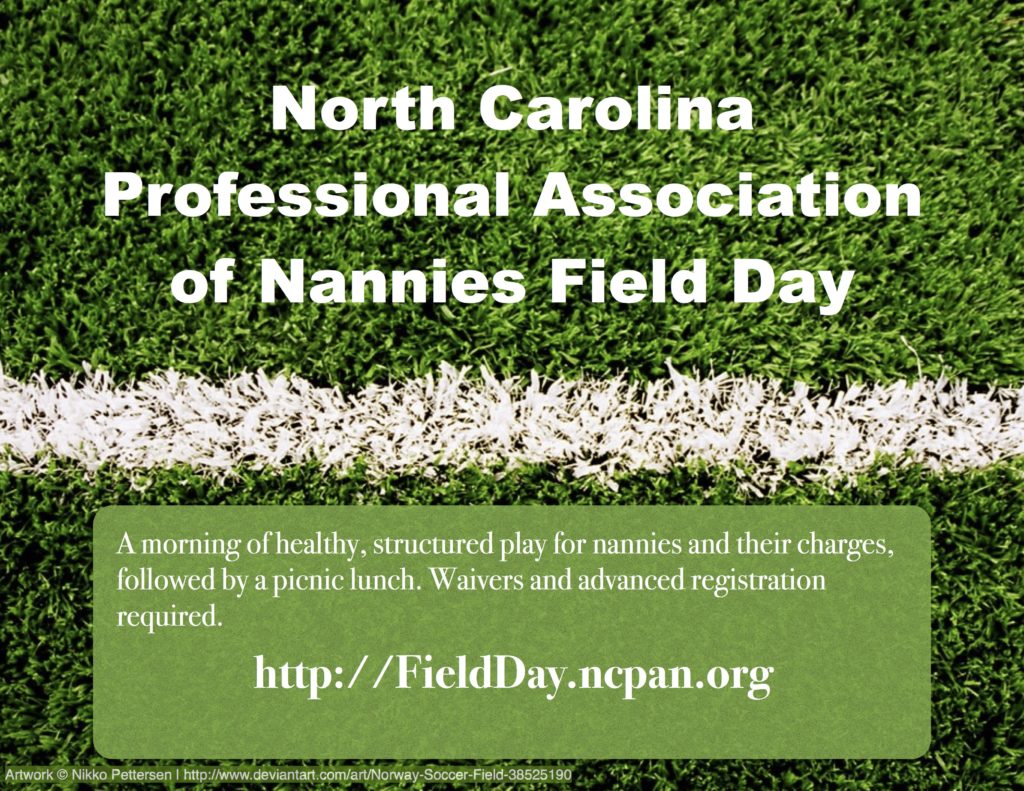 North Carolina
Professional Association
of Nannies Field Day
A morning of healthy, structured play for nannies and their charges,
followed by a picnic lunch. Waivers and advanced registration
required.
http://FieldDay.ncpan.org
Artwork © Nikko Pettersen | http://www.deviantart.com/art/Norway-Soccer-Field-38525190